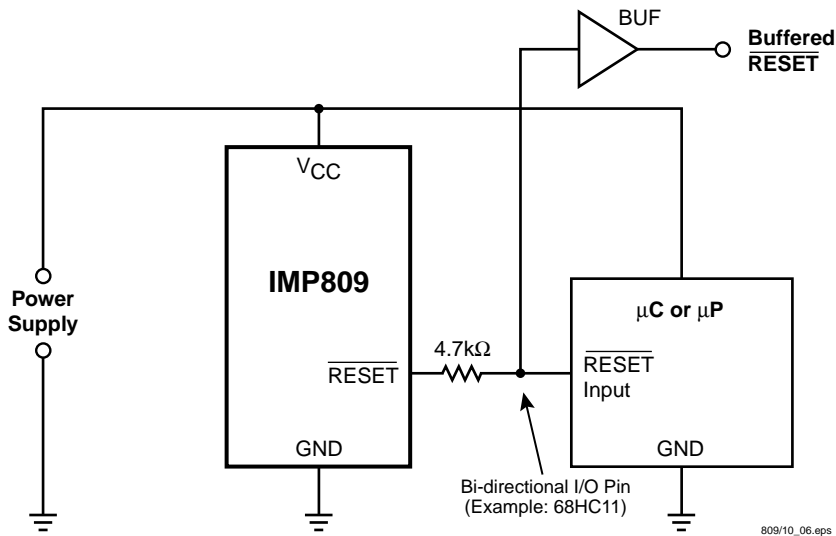 BUF
Buffered
RESET
VCC
IMP809
Power
Supply
μC or μP
4.7kΩ
RESET
RESET
Input
GND
GND
Bi-directional I/O Pin
(Example: 68HC11)
809/10_06.eps